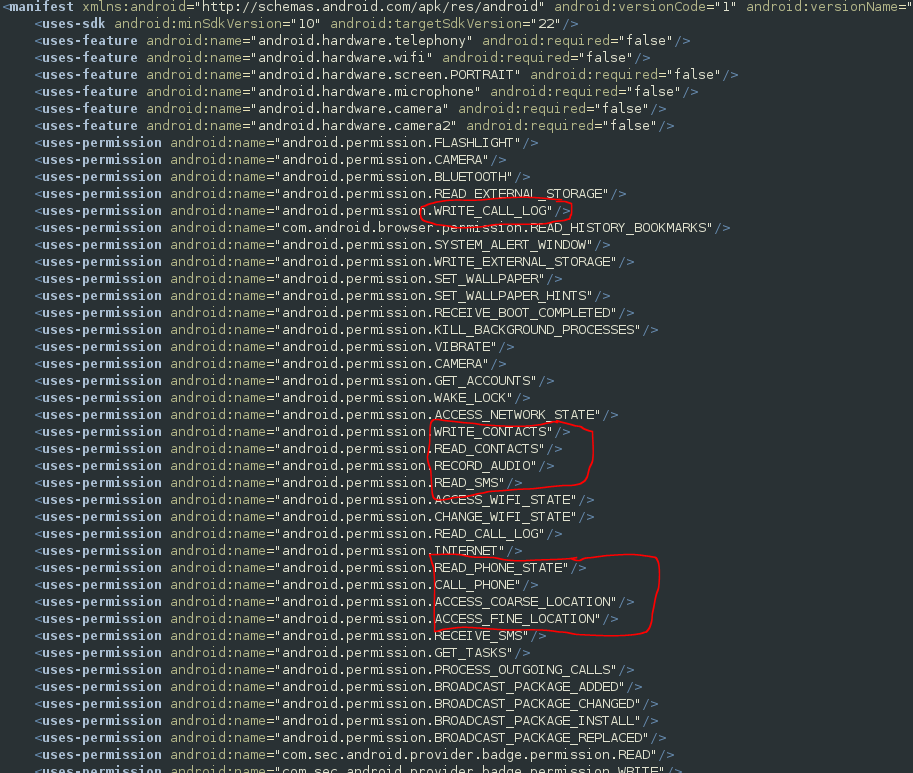 <manifest xmlns:android="http://schemas.android.com/apk/res/android" android:versionCode="1" android:versionName="
<uses-sdk android:minSdkVersion="10" android:targetSdkVersion="22"/>
<uses-feature android:name="android.hardware.telephony" android:required="false"/>
<uses-feature android:name="android.hardware.wifi" android:required="false"/>
<uses-feature android:name="android.hardware.screen.PORTRAIT" android:required="false"/>
<uses-feature android:name="android.hardware.microphone" android:required="false"/>
<uses-feature android:name="android.hardware.camera" android:required="false"/>
<uses-feature android:name="android.hardware.camera2" android:required="false"/>
<uses-permission android:name="android.permission.FLASHLIGHT"/>
<uses-permission android:name="android.permission.CAMERA"/>
<uses-permission android:name="android.permission.BLUETOOTH"/>
<uses-permission android:name="android.permission.READ_EXTERNAL_STORAGE"/>
<uses-permission android:name="android.permission.WRITE_CALL_LOG"/>
<uses-permission android:name="com.android.browser.permission.READ_HISTORY_BOOKMARKS"/>
<uses-permission android:name="android.permission.SYSTEM_ALERT_WINDOW"/>
<uses-permission android:name="android.permission.WRITE_EXTERNAL_STORAGE"/>
<uses-permission android:name="android.permission.SET_WALLPAPER"/>
<uses-permission android:name="android.permission.SET_WALLPAPER_HINTS"/>
<uses-permission android:name="android.permission.RECEIVE_BOOT_COMPLETED"/>
<uses-permission android:name="android.permission.KILL_BACKGROUND_PROCESSES"/>
<uses-permission android:name="android.permission.VIBRATE"/>
<uses-permission android:name="android.permission.CAMERA"/>
<uses-permission android:name="android.permission.GET_ACCOUNTS"/>
<uses-permission android:name="android.permission.WAKE_LOCK"/>
<uses-permission android:name="android.permission.ACCESS_NETWORK_STATE"/>
<uses-permission android:name="android.permission.WRITE_CONTACTS"/>
<uses-permission android:name="android.permission.READ_CONTACTS"/>
<uses-permission android:name="android.permission.RECORD_AUDIO"/>
<uses-permission android:name="android.permission.READ_SMS"/>
<uses-permission android:name="android.permission.ACCESS_WIFI_STATE"/>
<uses-permission android:name="android.permission.CHANGE_WIFI_STATE"/>
<uses-permission android:name="android.permission.READ_CALL_LOG"/>
<uses-permission android:name="android.permission.INTERNET"/>
<uses-permission android:name="android.permission.READ_PHONE_STATE"/>
<uses-permission android:name="android.permission.CALL_PHONE"/>
<uses-permission android:name="android.permission.ACCESS_COARSE_LOCATION"/>
<uses-permission android:name="android.permission.ACCESS_FINE_LOCATION"/>
<uses-permission android:name="android.permission.RECEIVE_SMS"/>
<uses-permission android:name="android.permission.GET_TASKS"/>
<uses-permission android:name="android.permission.PROCESS_OUTGOING_CALLS"/>
<uses-permission android:name="android.permission.BROADCAST_PACKAGE_ADDED"/>
<uses-permission android:name="android.permission.BROADCAST_PACKAGE_CHANGED"/>
<uses-permission android:name="android.permission.BROADCAST_PACKAGE_INSTALL"/>
<uses-permission android:name="android.permission.BROADCAST_PACKAGE_REPLACED"/>
<uses-permission android:name="com.sec.android.provider.badge.permission.READ"/>
<uses-permission android:name="com.sec.android.provider.badge.permission.WRITE"/>